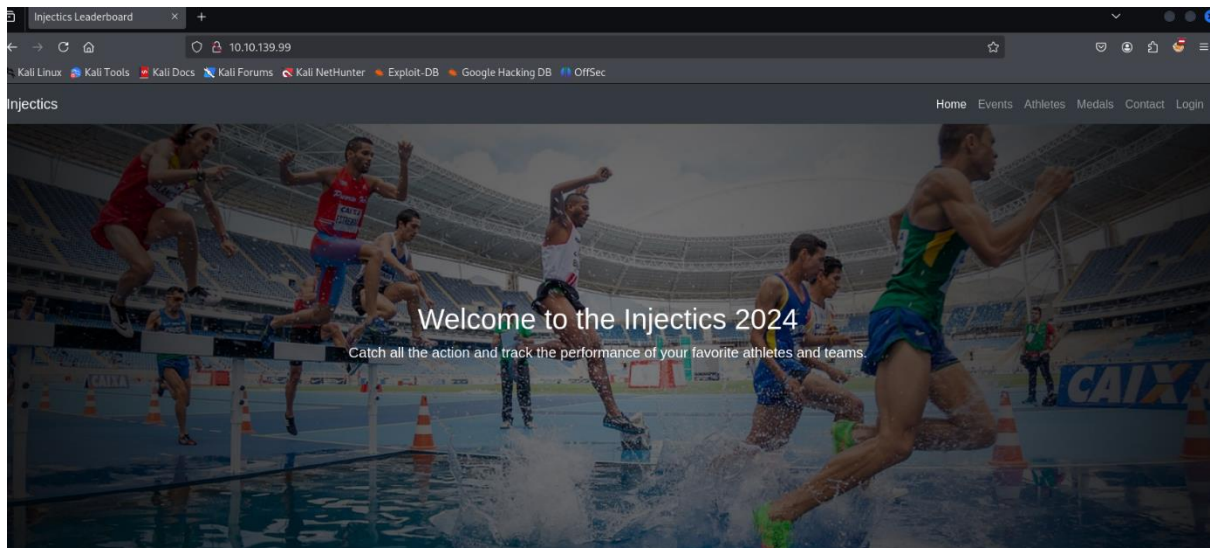 Injectics Leaderboard
10.10.139.99
Kali Linux Kali Tools Kali Docs Kali Forums Kali NetHunter Exploit-DB Google Hacking DB OffSec
Injectics Home Events Athletes Medals Contact Login
Welcome to the Injectics 2024
Catch all the action and track the performance of your favorite athletes and teams.
CAIXA
CAIXA